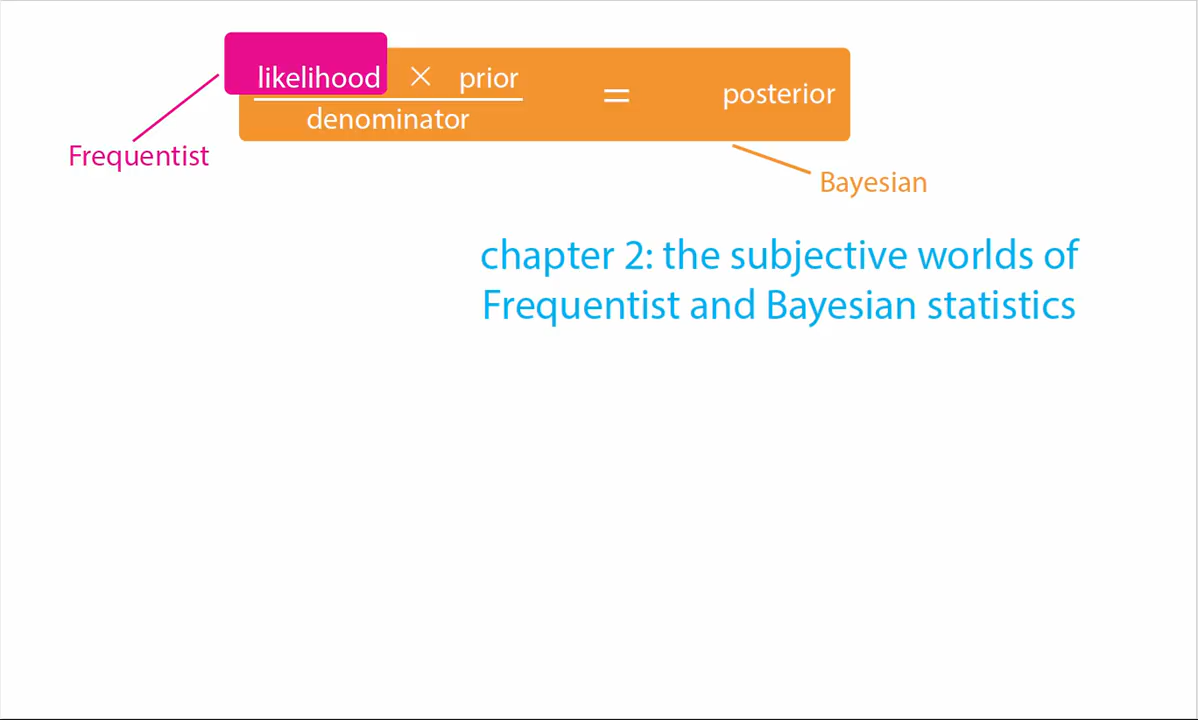 likelihood × prior
denominator
= posterior
Frequentist
Bayesian
chapter 2: the subjective worlds of
Frequentist and Bayesian statistics